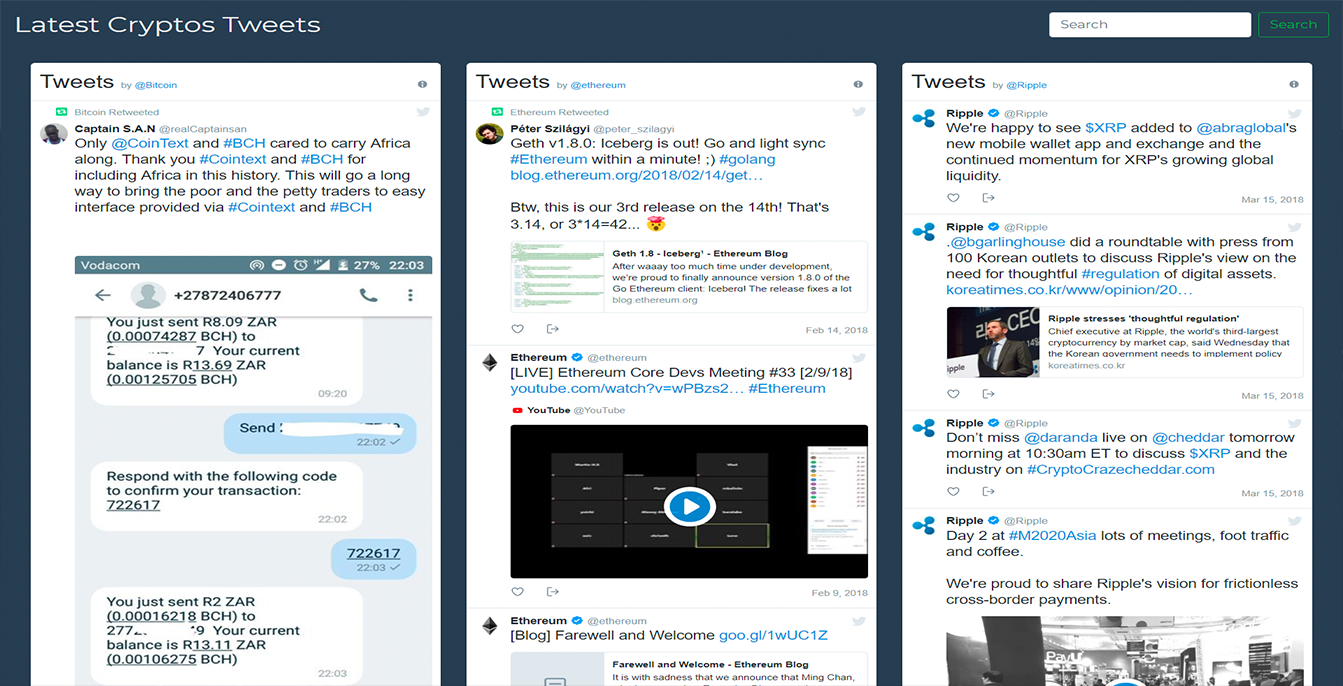 Latest Cryptos Tweets
Search
Search
Tweets by @Bitcoin
Bitcoin Retweeted
Captain S.A.N @realCaptainsan
Only @CoinText and #BCH cared to carry Africa
along. Thank you #Cointext and #BCH for
including Africa in this history. This will go a long
way to bring the poor and the petty traders to easy
interface provided via #Cointext and #BCH
Vodacom
27% 22:03
+27872406777
You just sent R8.09 ZAR
(0.00074287 BCH) to
7 Your current
balance is R13.69 ZAR
(0.00125705 BCH)
09:20
Send
22:02
Respond with the following code
to confirm your transaction:
722617
22:02
722617
22:03
You just sent R2 ZAR
(0.00016218 BCH) to
277 9 Your current
balance is R13.11 ZAR
(0.00106275 BCH)
22:03
Tweets by @ethereum
Ethereum Retweeted
Péter Szilágyi @peter_szilagyi
Geth v1.8.0: Iceberg is out! Go and light sync
#Ethereum within a minute! ;) #golang
blog.ethereum.org/2018/02/14/get…
Btw, this is our 3rd release on the 14th! That's
3.14, or 3*14=42... 🤯
Geth 1.8 - Iceberg¹ - Ethereum Blog
After waaay too much time under development,
we're proud to finally announce version 1.8.0 of the
Go Ethereum client: Iceberg! The release fixes a lot
blog.ethereum.org
Feb 14, 2018
Ethereum @ethereum
[LIVE] Ethereum Core Devs Meeting #33 [2/9/18]
youtube.com/watch?v=wPBzs2… #Ethereum
YouTube @YouTube
Feb 9, 2018
Ethereum @ethereum
[Blog] Farewell and Welcome goo.gl/1wUC1Z
Farewell and Welcome - Ethereum Blog
It is with sadness that we announce that Ming Chan,
Tweets by @Ripple
Ripple @Ripple
We're happy to see $XRP added to @abraglobal's
new mobile wallet app and exchange and the
continued momentum for XRP's growing global
liquidity.
Mar 15, 2018
Ripple @Ripple
.@bgarlinghouse did a roundtable with press from
100 Korean outlets to discuss Ripple's view on the
need for thoughtful #regulation of digital assets.
koreatimes.co.kr/www/opinion/20…
Ripple stresses 'thoughtful regulation'
Chief executive at Ripple, the world's third-largest
cryptocurrency by market cap, said Wednesday that
the Korean government needs to implement policy
koreatimes.co.kr
Mar 15, 2018
Ripple @Ripple
Don't miss @daranda live on @cheddar tomorrow
morning at 10:30am ET to discuss $XRP and the
industry on #CryptoCrazecheddar.com
Mar 15, 2018
Ripple @Ripple
Day 2 at #M2020Asia lots of meetings, foot traffic
and coffee.
We're proud to share Ripple's vision for frictionless
cross-border payments.
PayU